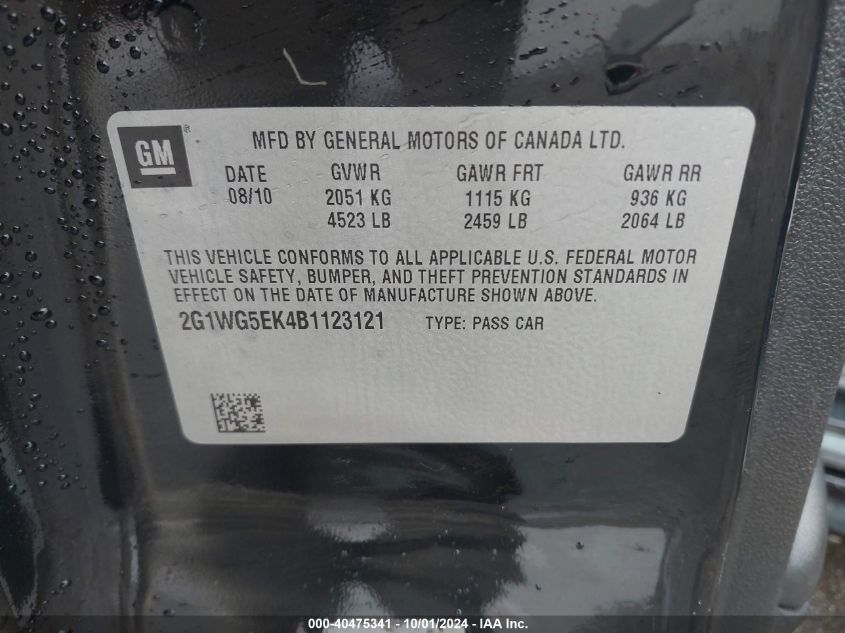 GM ®
MFD BY GENERAL MOTORS OF CANADA LTD.
DATE GVWR GAWR FRT GAWR RR
08/10 2051 KG 1115 KG 936 KG
4523 LB 2459 LB 2064 LB
THIS VEHICLE CONFORMS TO ALL APPLICABLE U.S. FEDERAL MOTOR
VEHICLE SAFETY, BUMPER, AND THEFT PREVENTION STANDARDS IN
EFFECT ON THE DATE OF MANUFACTURE SHOWN ABOVE.
2G1WG5EK4B1123121 TYPE: PASS CAR
000-40475341 - 10/01/2024 - IAA Inc.